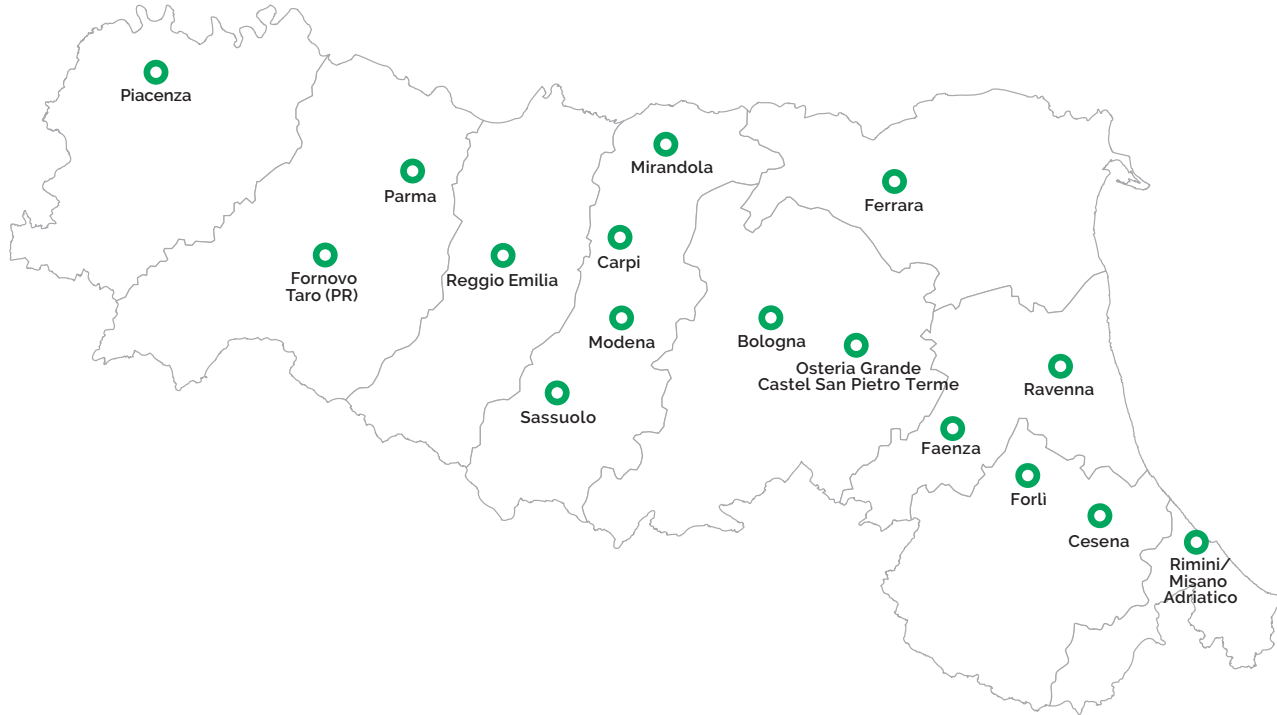 Piacenza
Mirandola
Parma
Ferrara
Carpi
Fornovo
Taro (PR)
Reggio Emilia
Modena
Bologna
Osteria Grande
Castel San Pietro Terme
Ravenna
Sassuolo
Faenza
Forlì
Cesena
Rimini/
Misano
Adriatico